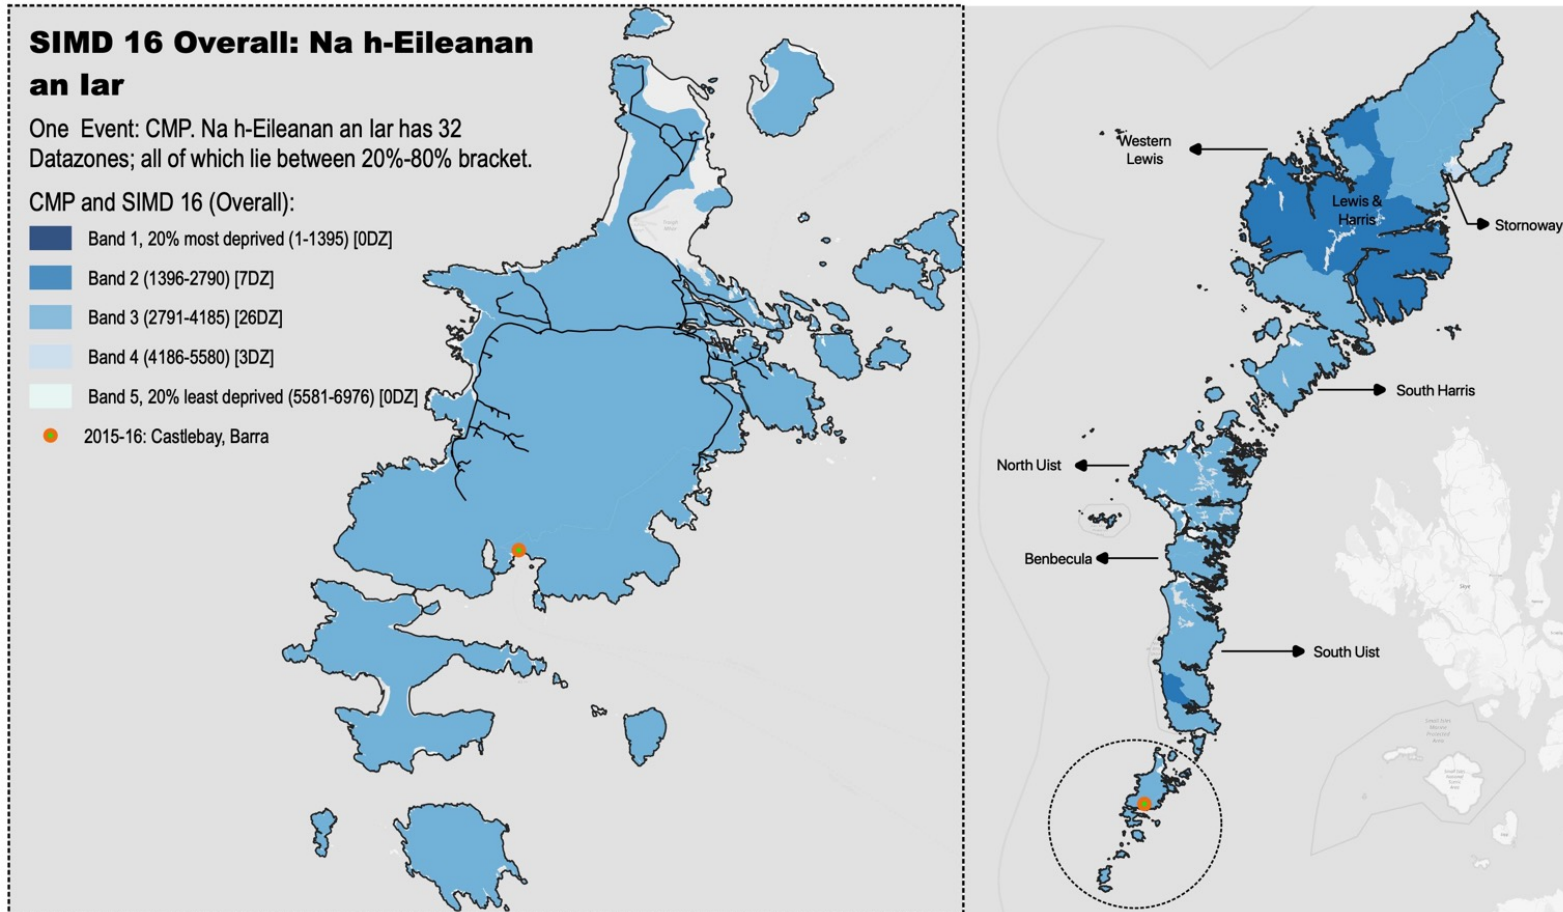 SIMD 16 Overall: Na h-Eileanan
an Iar
One Event: CMP. Na h-Eileanan an Iar has 32
Datazones; all of which lie between 20%-80% bracket.
CMP and SIMD 16 (Overall):
Band 1, 20% most deprived (1-1395) [0DZ]
Band 2 (1396-2790) [7DZ]
Band 3 (2791-4185) [26DZ]
Band 4 (4186-5580) [3DZ]
Band 5, 20% least deprived (5581-6976) [0DZ]
2015-16: Castlebay, Barra
Western
Lewis
Lewis &
Harris
Stornoway
South Harris
North Uist
Benbecula
South Uist
Skye